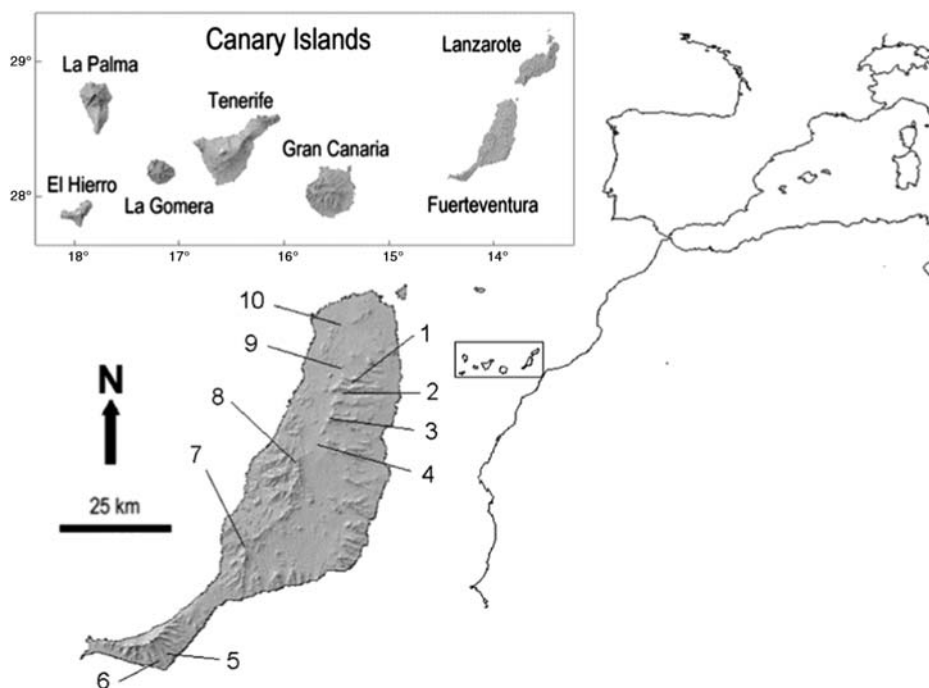 Canary Islands
Lanzarote
29°
La Palma
Tenerife
Gran Canaria
El Hierro
28°
La Gomera
Fuerteventura
18°
17°
16°
15°
14°
10
1
9
2
8
3
N
7
4
25 km
5
6